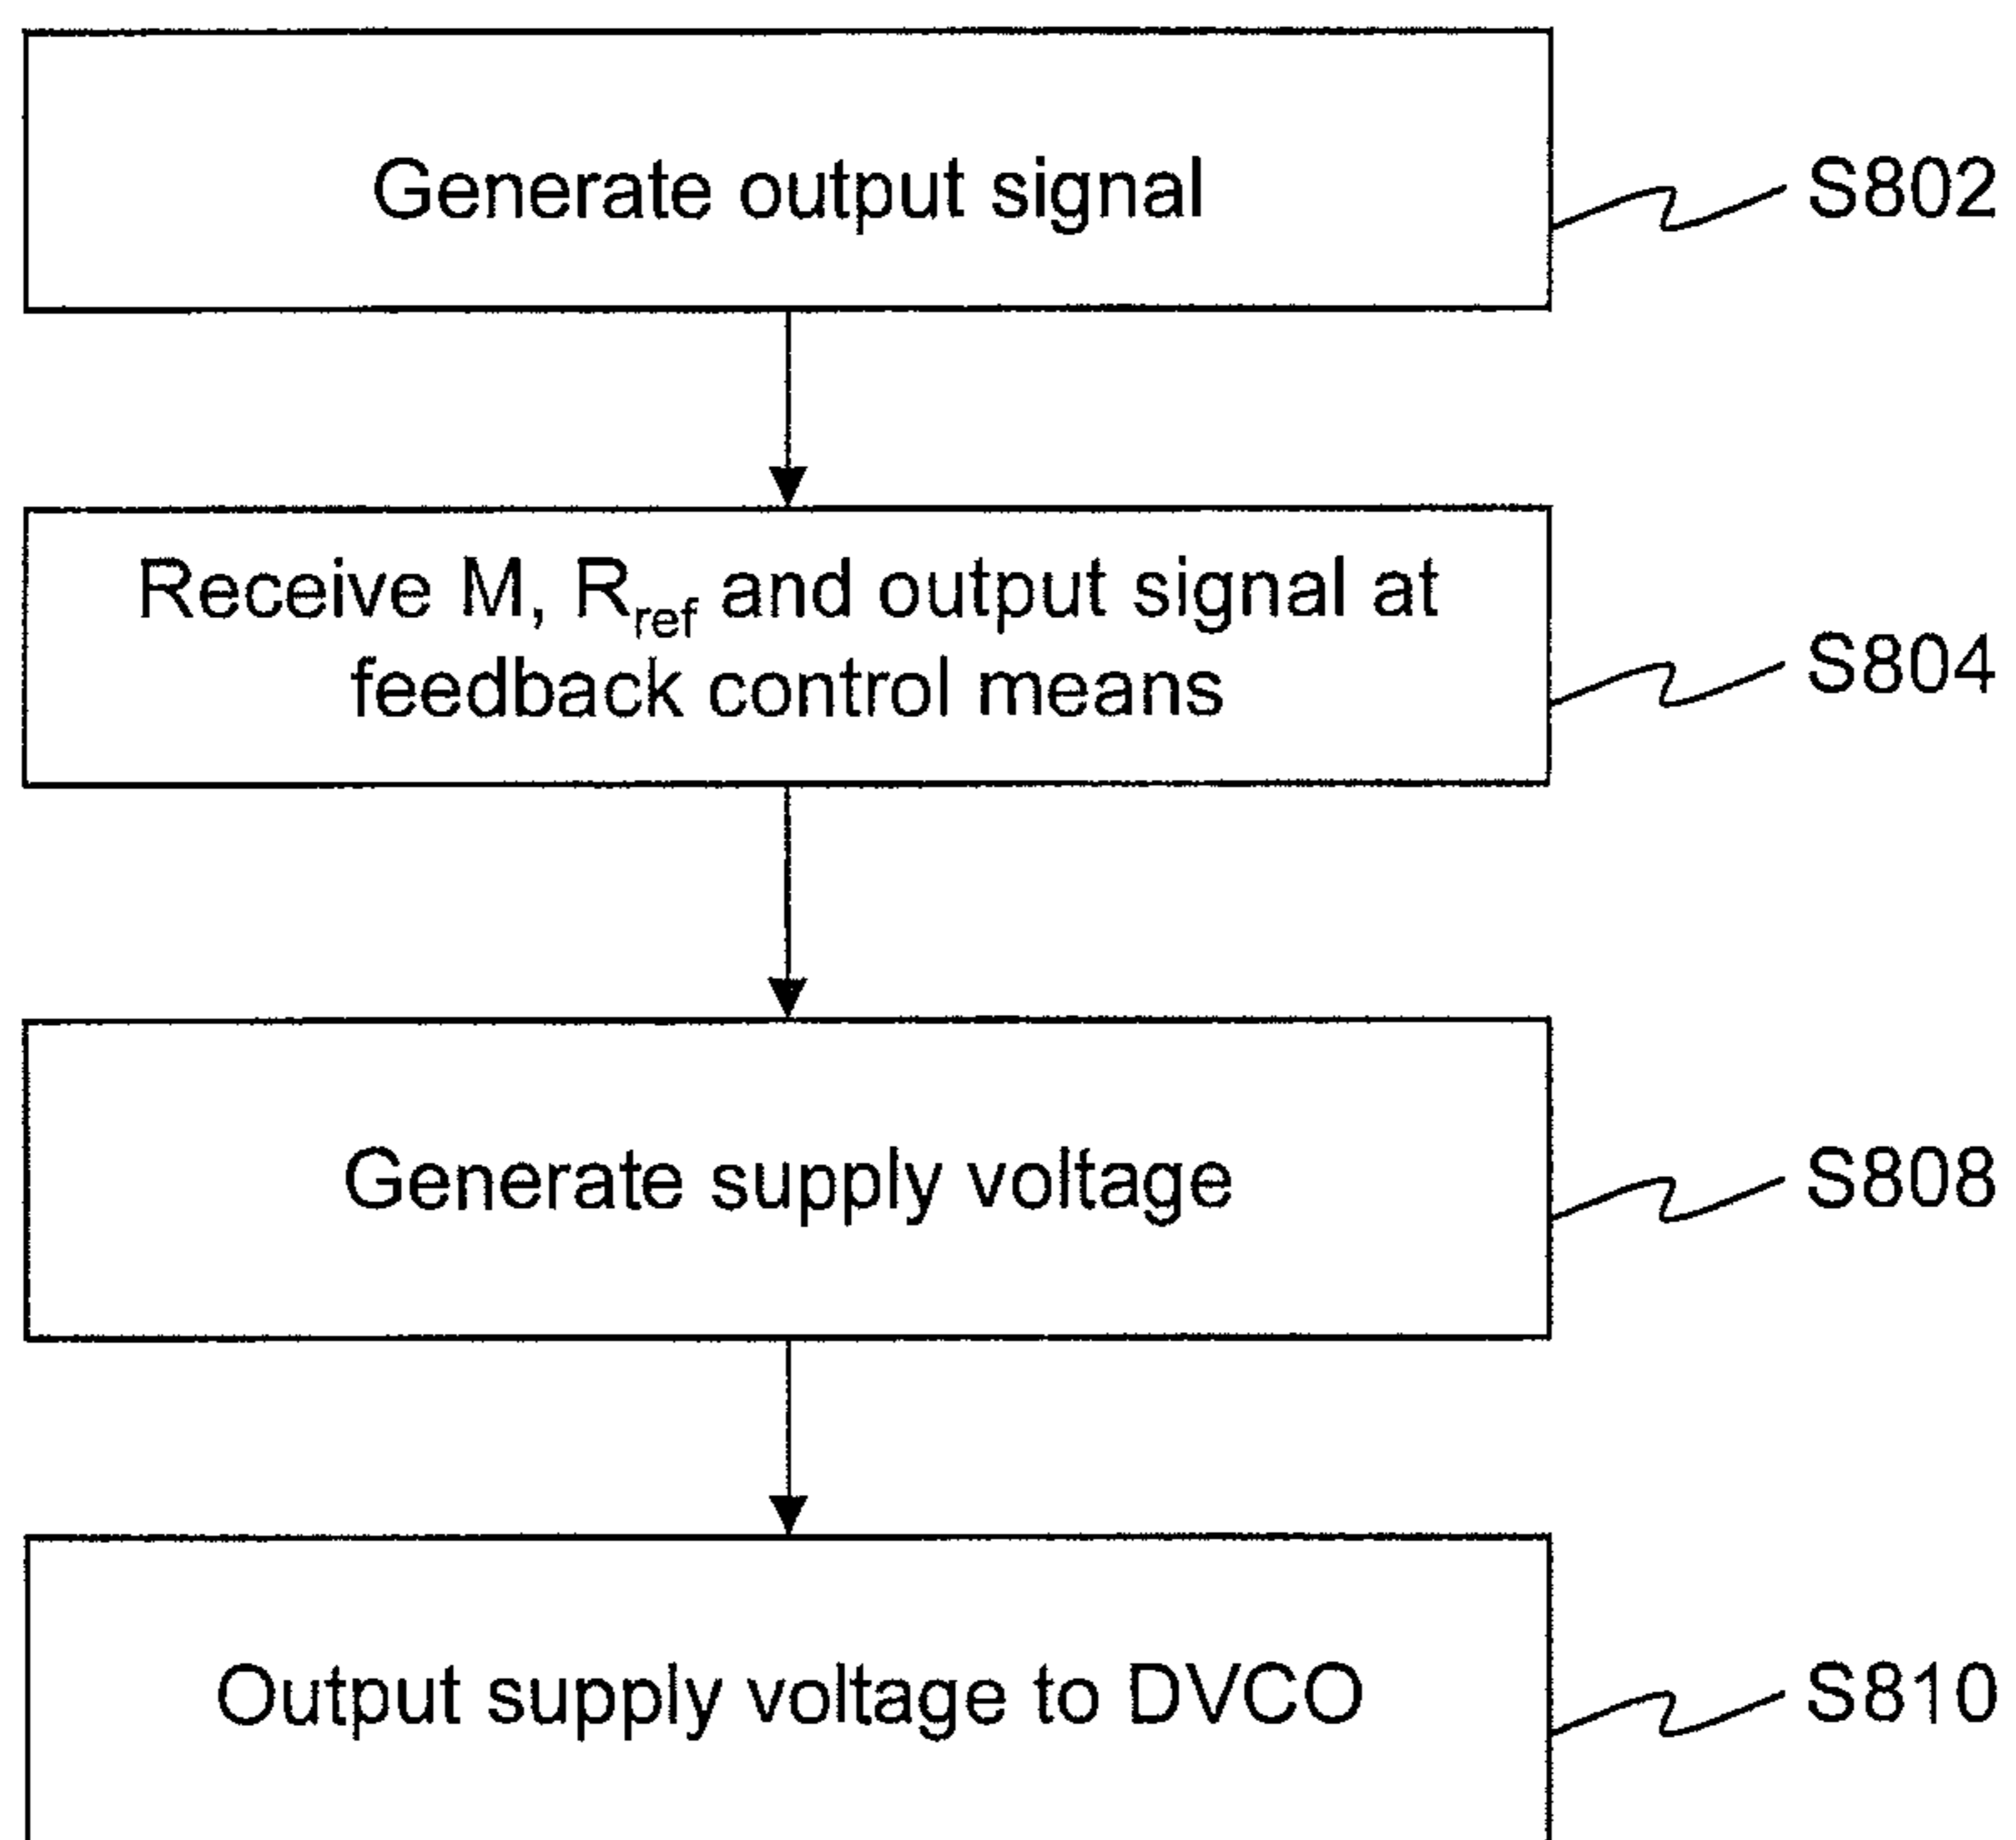 Generate output signal
S802
Receive M, R_ref and output signal at
feedback control means
S804
Generate supply voltage
S808
Output supply voltage to DVCO
S810